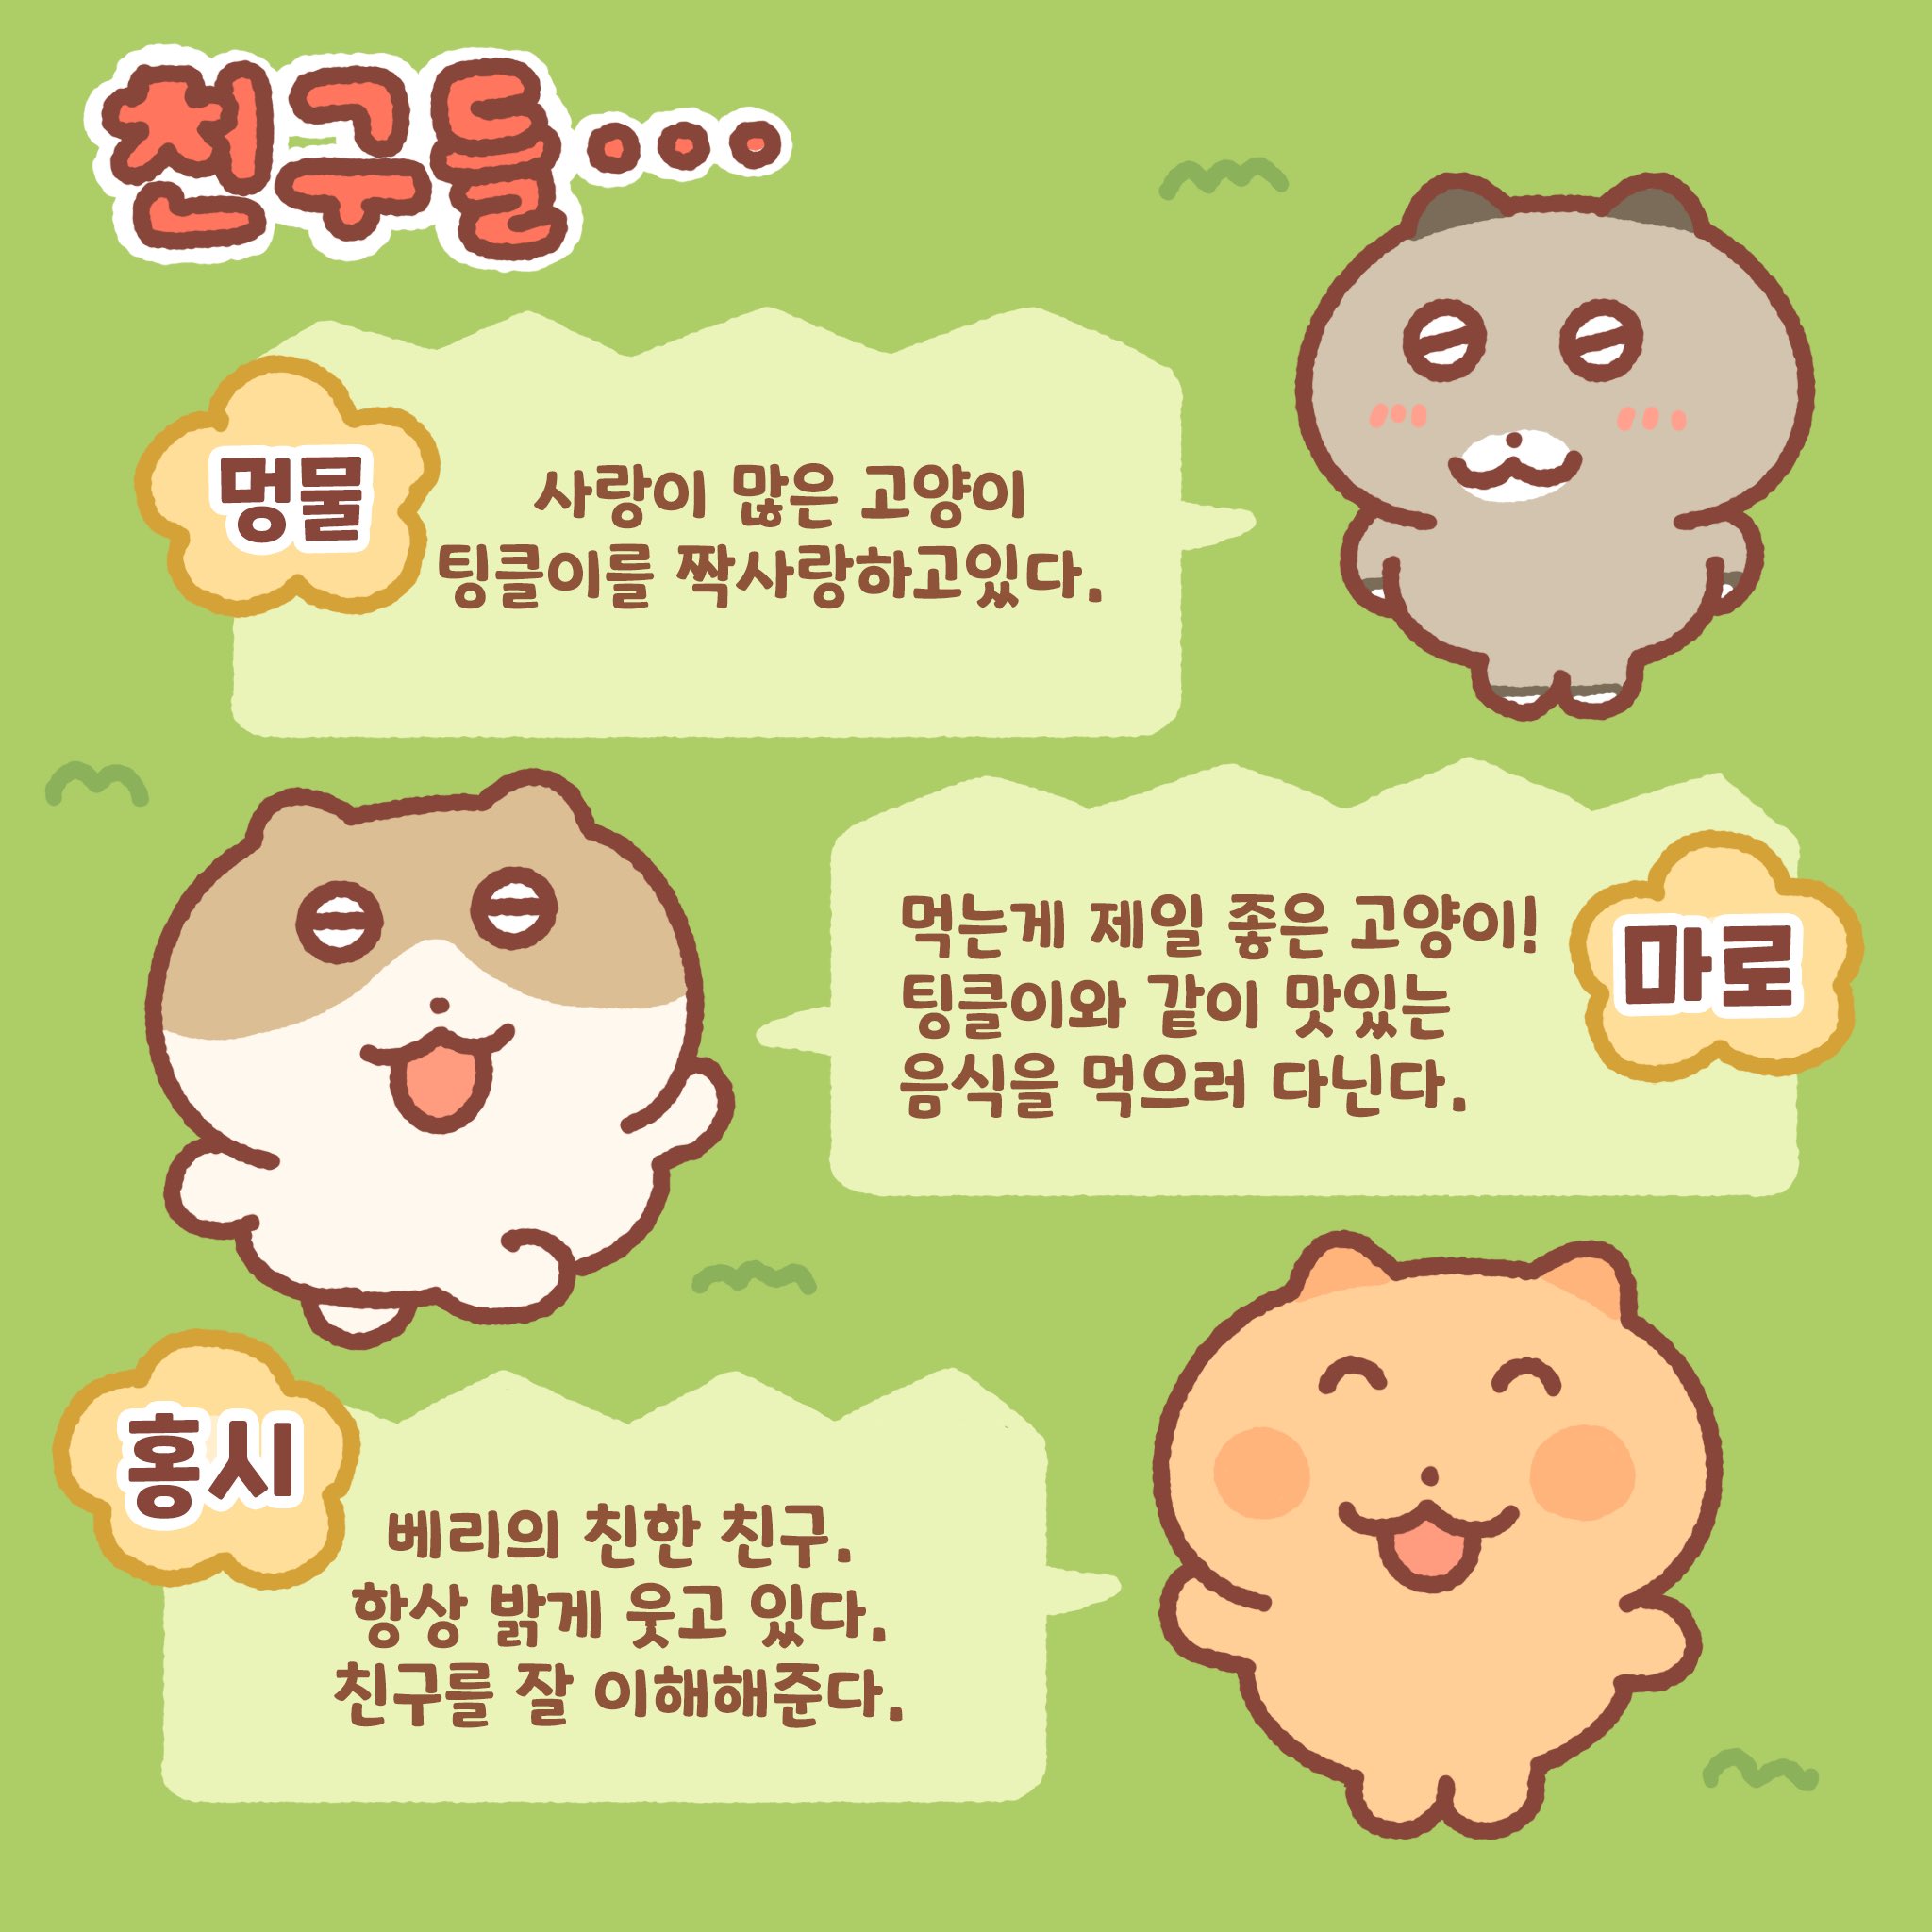 친구들...
멍물
사랑이 많은 고양이
팅클이를 짝사랑하고있다.
마로
먹는게 제일 좋은 고양이!
팅클이와 같이 맛있는
음식을 먹으러 다닌다.
홍시
베리의 친한 친구.
항상 밝게 웃고 있다.
친구를 잘 이해해준다.